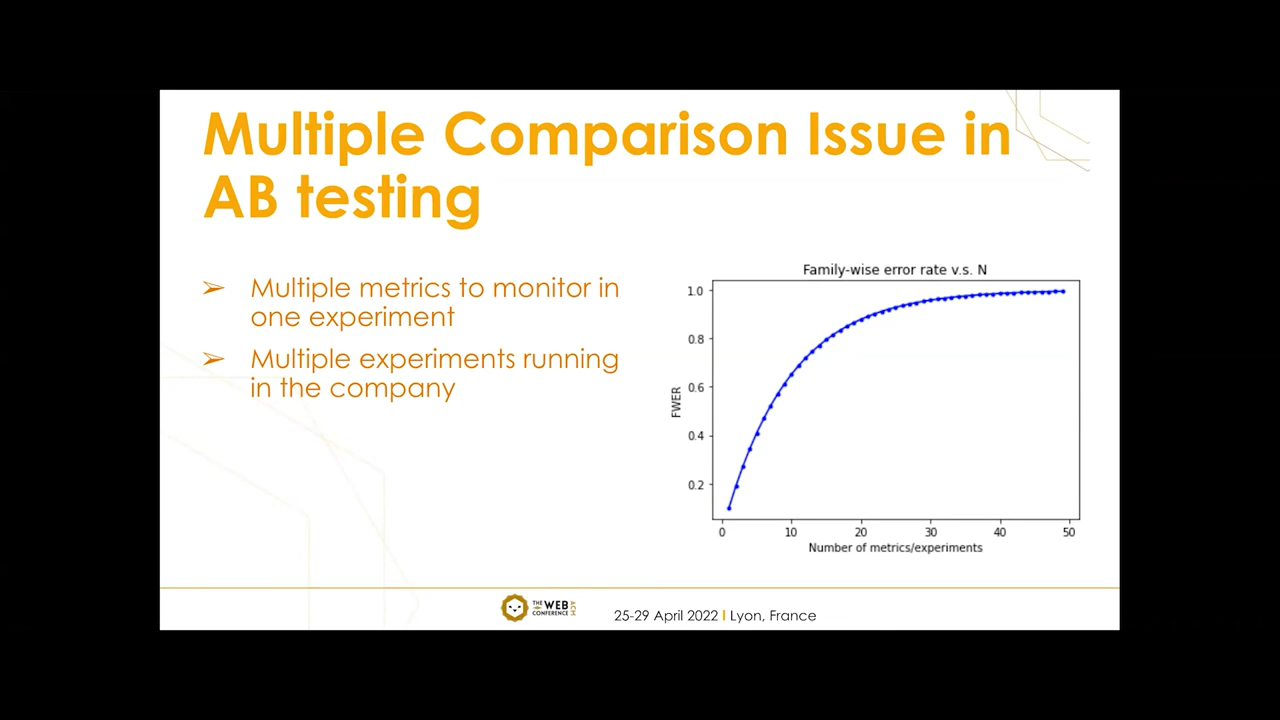 Multiple Comparison Issue in
AB testing
➢ Multiple metrics to monitor in
one experiment
➢ Multiple experiments running
in the company
Family-wise error rate v.s. N
1.0
0.8
0.6
0.4
0.2
FWER
0 10 20 30 40 50
Number of metrics/experiments
THE WEB
CONFERENCE
ACM
25-29 April 2022 | Lyon, France